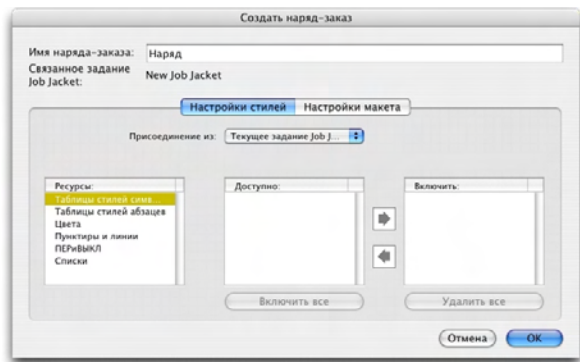 Создать наряд-заказ
Имя наряда-заказа: Наряд
Связанное задание
Job Jacket: New Job Jacket
Настройки стилей Настройки макета
Присоединение из: Текущее задание Job J...
Ресурсы: Доступно: Включить:
Таблицы стилей симв...
Таблицы стилей абзацев
Цвета
Пунктиры и линии
ПЕРиВЫКЛ
Списки
Включить все Удалить все
Отмена OK